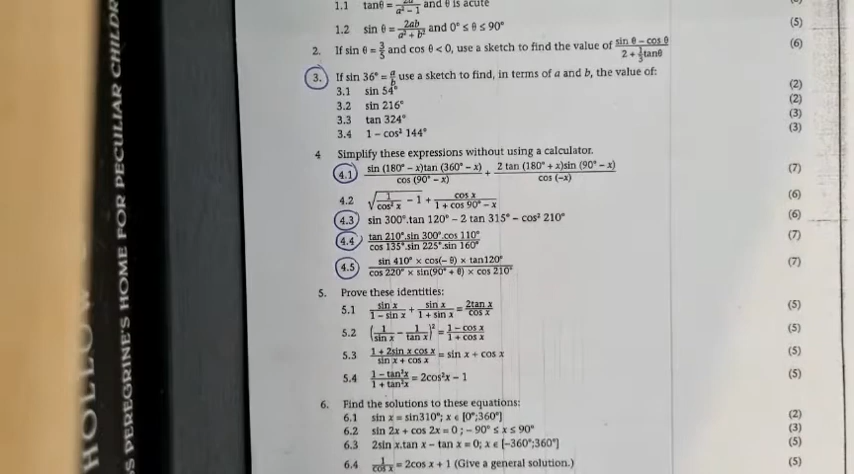 1.1 tanθ = 2a/(a² − 1) and θ is acute
1.2 sin θ = 2ab/(a² + b²) and 0° ≤ θ ≤ 90° (5)
2. If sin θ = 3/5 and cos θ < 0, use a sketch to find the value of (sin θ − cos θ)/(2 + 1/3 tanθ) (6)
3. If sin 36° = a/b use a sketch to find, in terms of a and b, the value of:
3.1 sin 54° (2)
3.2 sin 216° (2)
3.3 tan 324° (3)
3.4 1 − cos² 144° (3)
4 Simplify these expressions without using a calculator.
4.1 sin (180° − x)tan (360° − x)/cos (90° − x) + 2 tan (180° + x)sin (90° − x)/cos (−x) (7)
4.2 √(1/cos² x − 1) + cos x/(1 + cos 90° − x) (6)
4.3 sin 300°.tan 120° − 2 tan 315° − cos² 210° (6)
4.4 tan 210°.sin 300°.cos 110°/cos 135°.sin 225°.sin 160° (7)
4.5 sin 410° × cos(− θ) × tan120°/cos 220° × sin(90° + θ) × cos 210° (7)
5. Prove these identities:
5.1 sin x/(1 − sin x) + sin x/(1 + sin x) = 2tan x/cos x (5)
5.2 (1/sin x − 1/tan x)² = (1 − cos x)/(1 + cos x) (5)
5.3 (1 + 2sin x cos x)/(sin x + cos x) = sin x + cos x (5)
5.4 (1 − tan²x)/(1 + tan²x) = 2cos²x − 1 (5)
6. Find the solutions to these equations:
6.1 sin x = sin310°; x ϵ [0°;360°] (2)
6.2 sin 2x + cos 2x = 0 ; − 90° ≤ x ≤ 90° (3)
6.3 2sin x.tan x − tan x = 0; x ϵ [−360°;360°] (5)
6.4 1/cos x = 2cos x + 1 (Give a general solution.) (5)
HOLLOW
S PEREGRINE'S HOME FOR PECULIAR CHILDR